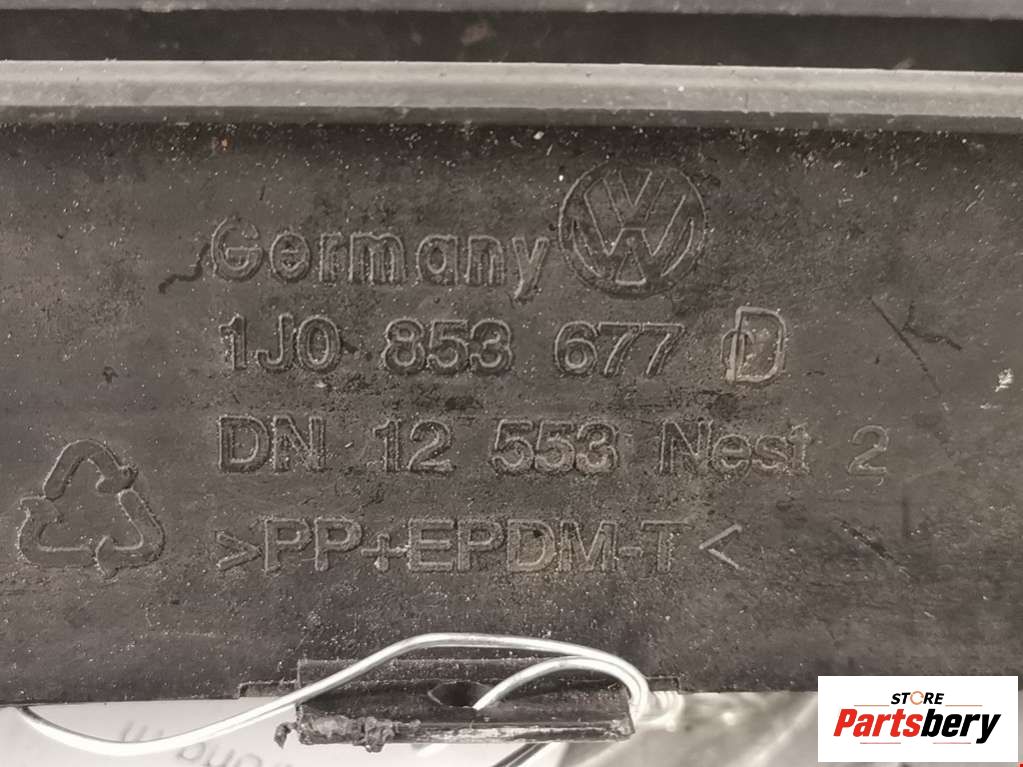 Germany
1J0 853 677 D
DN 12 553 Nest 2
>PP+EPDM-T<
STORE
Partsbery